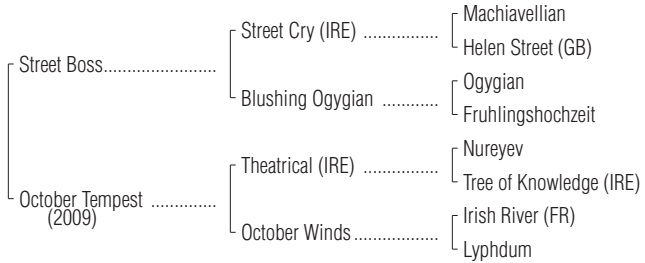 Machiavellian
Street Cry (IRE) ................
Helen Street (GB)
Street Boss........................
Ogygian
Blushing Ogygian ............
Fruhlingshochzeit
Nureyev
Theatrical (IRE) ................
Tree of Knowledge (IRE)
October Tempest ..............
(2009)
Irish River (FR)
October Winds..................
Lyphdum